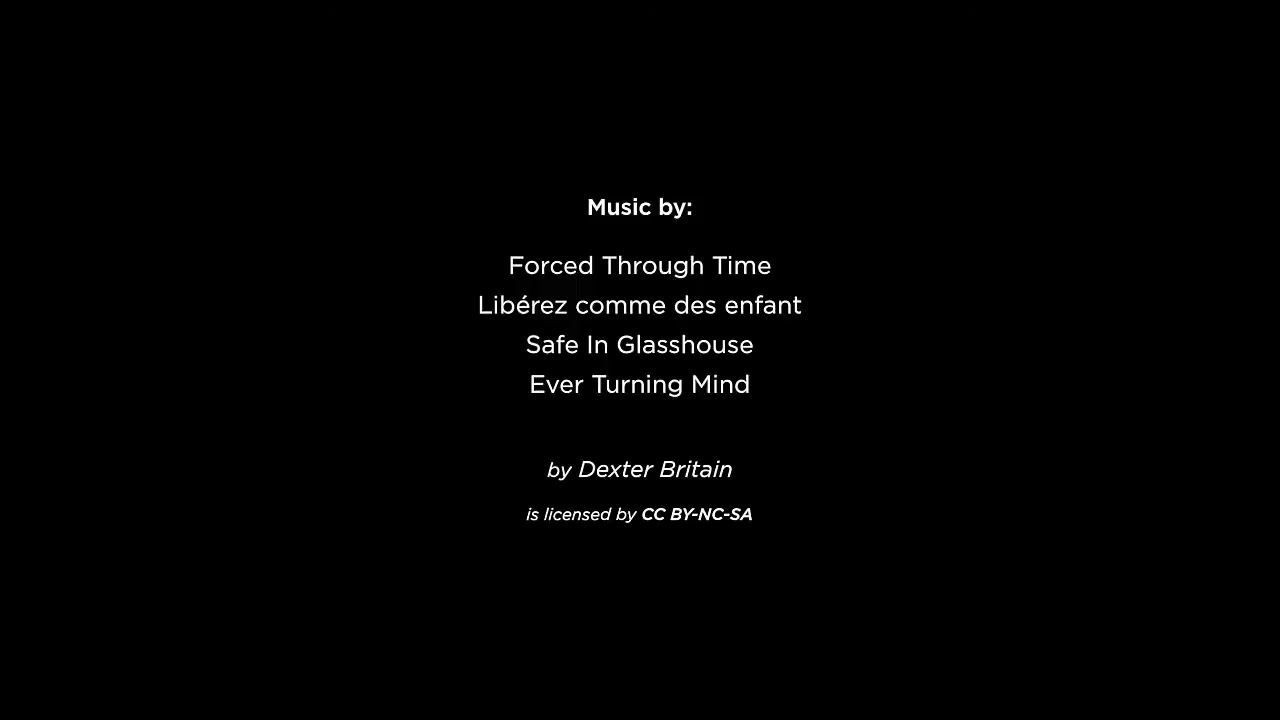 Music by:
Forced Through Time
Libérez comme des enfant
Safe In Glasshouse
Ever Turning Mind
by Dexter Britain
is licensed by CC BY-NC-SA